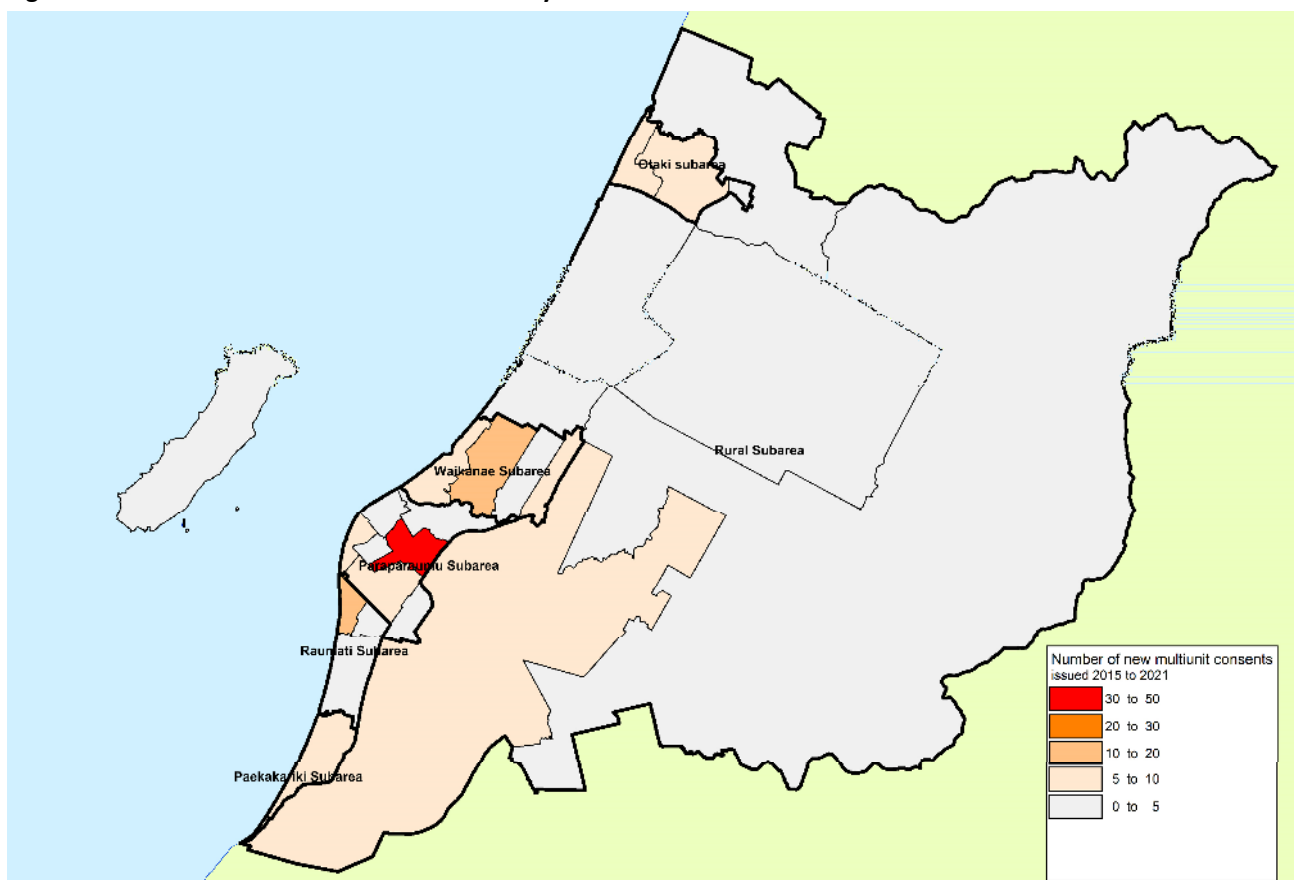 Otaki subarea
Rural Subarea
Waikanae Subarea
Paraparaumu Subarea
Raumati Subarea
Paekakariki Subarea
Number of new multiunit consents
issued 2015 to 2021
30 to 50
20 to 30
10 to 20
5 to 10
0 to 5